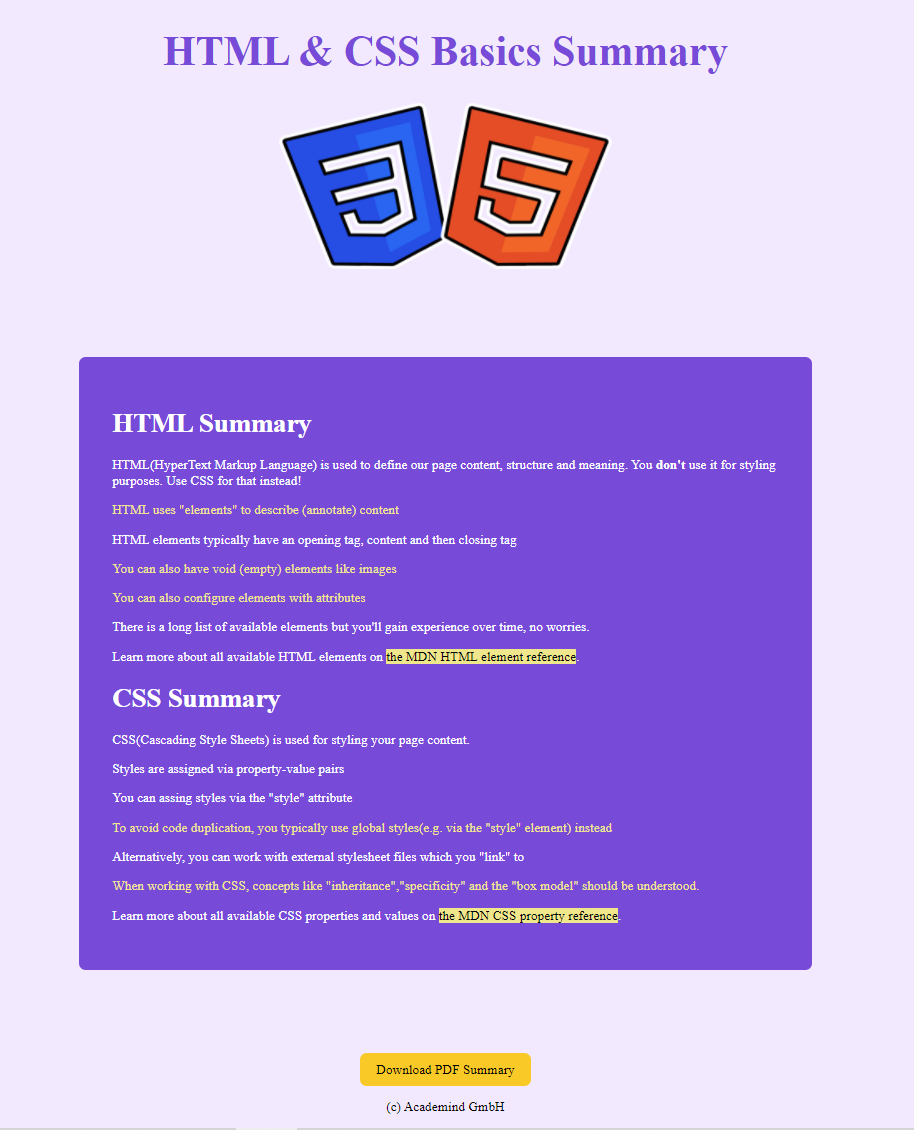 HTML & CSS Basics Summary
HTML Summary
HTML(HyperText Markup Language) is used to define our page content, structure and meaning. You don't use it for styling
purposes. Use CSS for that instead!
HTML uses "elements" to describe (annotate) content
HTML elements typically have an opening tag, content and then closing tag
You can also have void (empty) elements like images
You can also configure elements with attributes
There is a long list of available elements but you'll gain experience over time, no worries.
Learn more about all available HTML elements on the MDN HTML element reference.
CSS Summary
CSS(Cascading Style Sheets) is used for styling your page content.
Styles are assigned via property-value pairs
You can assing styles via the "style" attribute
To avoid code duplication, you typically use global styles(e.g. via the "style" element) instead
Alternatively, you can work with external stylesheet files which you "link" to
When working with CSS, concepts like "inheritance","specificity" and the "box model" should be understood.
Learn more about all available CSS properties and values on the MDN CSS property reference.
Download PDF Summary
(c) Academind GmbH